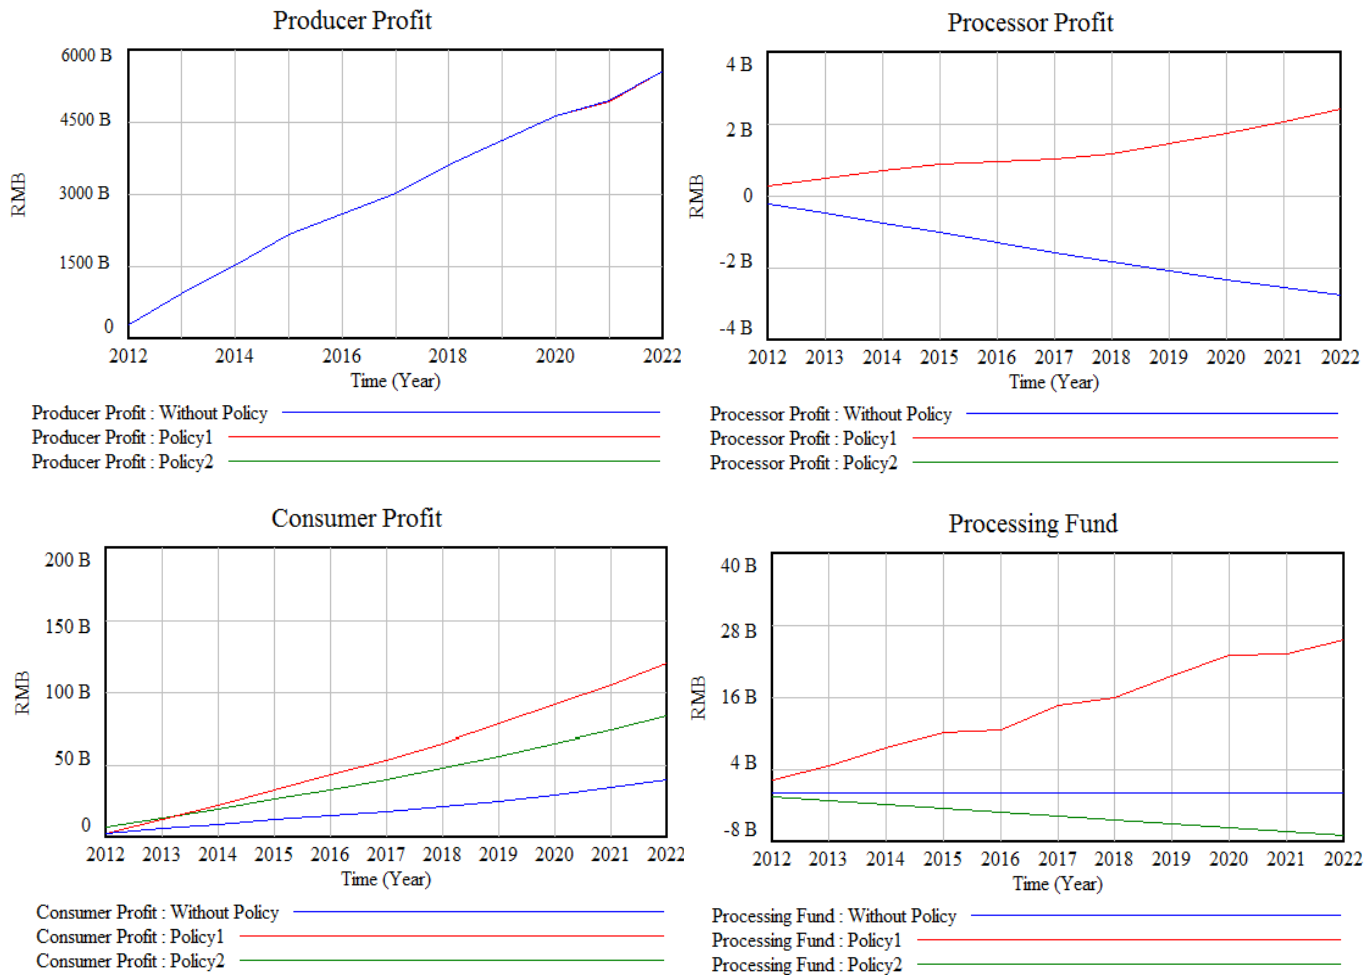 Producer Profit
6000 B
4500 B
3000 B
1500 B
0
RMB
2012 2014 2016 2018 2020 2022
Time (Year)
Producer Profit : Without Policy
Producer Profit : Policy1
Producer Profit : Policy2
Processor Profit
4 B
2 B
0
-2 B
-4 B
RMB
2012 2013 2014 2015 2016 2017 2018 2019 2020 2021 2022
Time (Year)
Processor Profit : Without Policy
Processor Profit : Policy1
Processor Profit : Policy2
Consumer Profit
200 B
150 B
100 B
50 B
0
RMB
2012 2013 2014 2015 2016 2017 2018 2019 2020 2021 2022
Time (Year)
Consumer Profit : Without Policy
Consumer Profit : Policy1
Consumer Profit : Policy2
Processing Fund
40 B
28 B
16 B
4 B
-8 B
RMB
2012 2013 2014 2015 2016 2017 2018 2019 2020 2021 2022
Time (Year)
Processing Fund : Without Policy
Processing Fund : Policy1
Processing Fund : Policy2